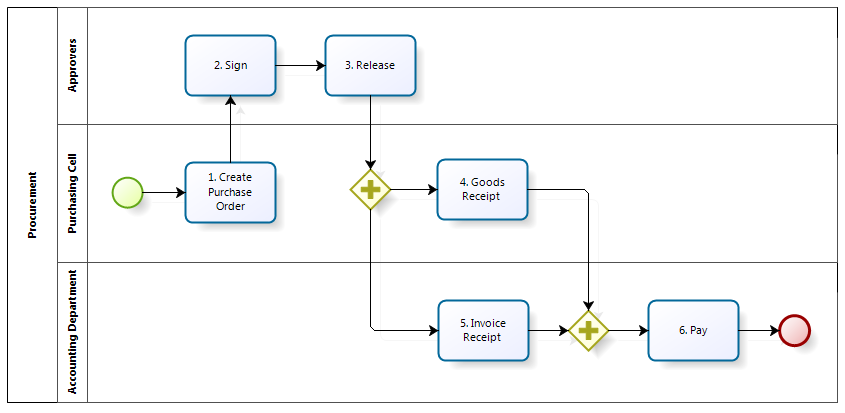 Procurement
Approvers
2. Sign
3. Release
Purchasing Cell
1. Create
Purchase
Order
4. Goods
Receipt
Accounting Department
5. Invoice
Receipt
6. Pay